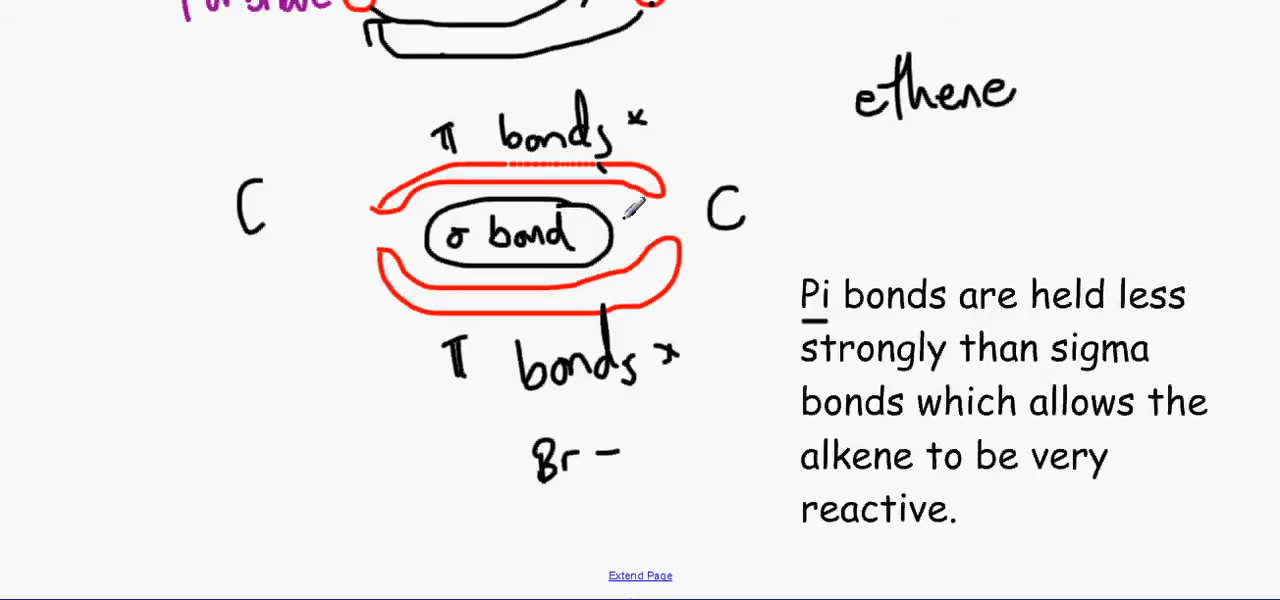 ethene
π bonds *
C
C
σ bond
Pi bonds are held less
strongly than sigma
bonds which allows the
alkene to be very
reactive.
π bonds *
Br -
Extend Page